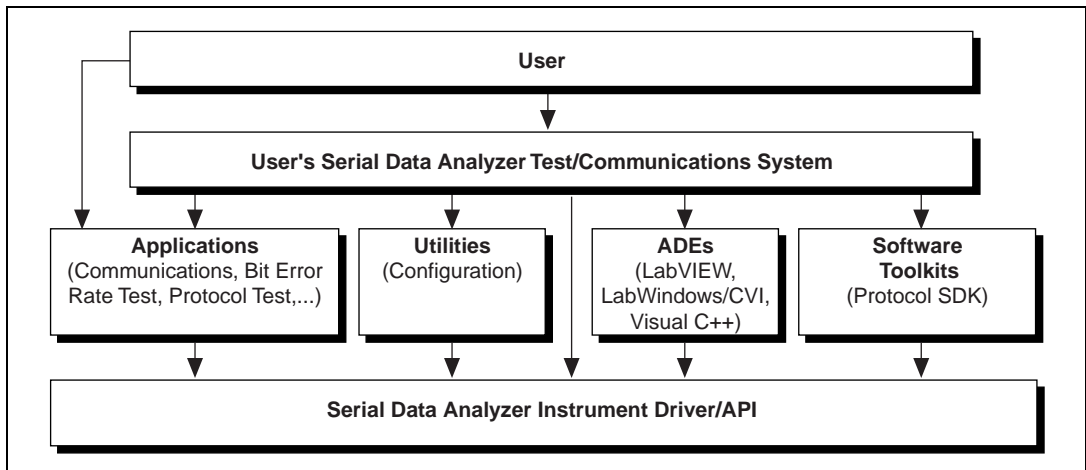 User
User's Serial Data Analyzer Test/Communications System
Applications
(Communications, Bit Error
Rate Test, Protocol Test,...)
Utilities
(Configuration)
ADEs
(LabVIEW,
LabWindows/CVI,
Visual C++)
Software
Toolkits
(Protocol SDK)
Serial Data Analyzer Instrument Driver/API